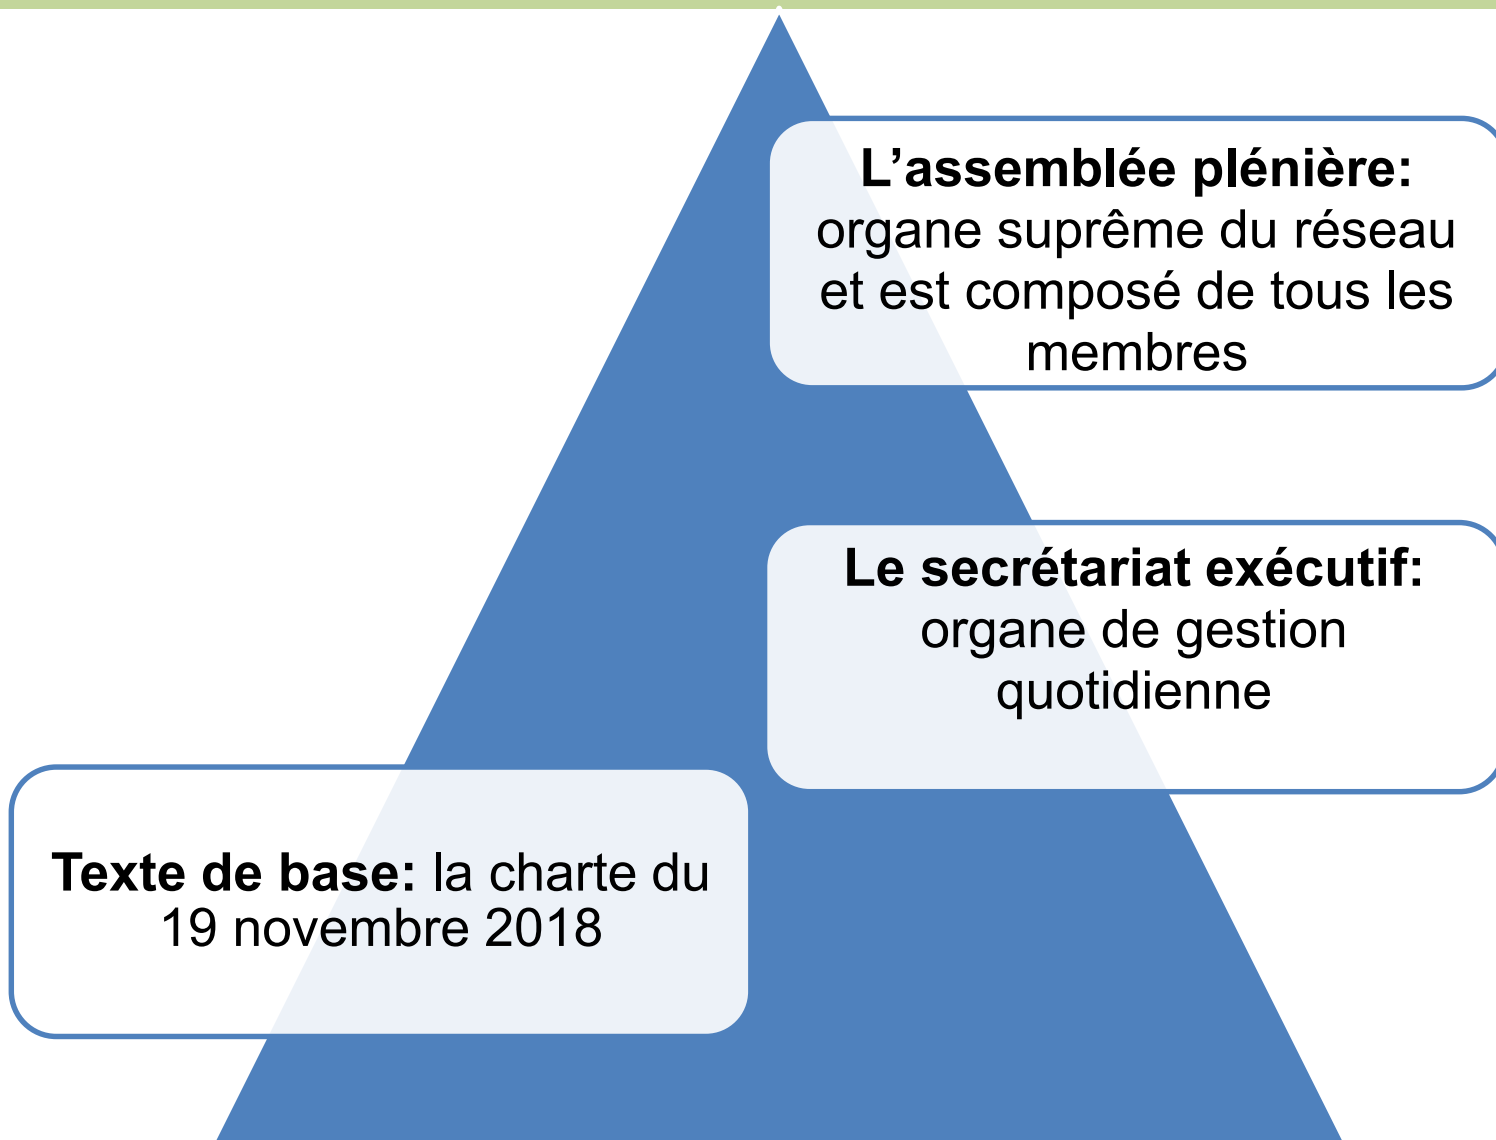 L’assemblée plénière:
organe suprême du réseau
et est composé de tous les
membres
Le secrétariat exécutif:
organe de gestion
quotidienne
Texte de base: la charte du
19 novembre 2018